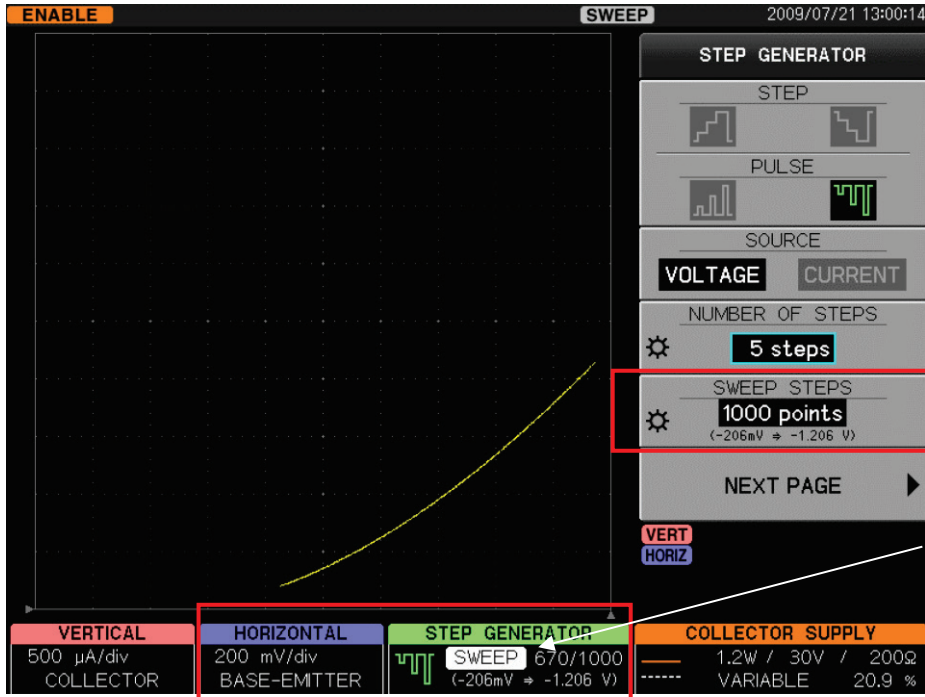 ENABLE SWEEP 2009/07/21 13:00:14
STEP GENERATOR
STEP
PULSE
SOURCE
VOLTAGE CURRENT
NUMBER OF STEPS
5 steps
SWEEP STEPS
1000 points
(-206mV ⇒ -1.206 V)
NEXT PAGE
VERT
HORIZ
VERTICAL
500 µA/div
COLLECTOR
HORIZONTAL
200 mV/div
BASE-EMITTER
STEP GENERATOR
SWEEP 670/1000
(-206mV ⇒ -1.206 V)
COLLECTOR SUPPLY
1.2W / 30V / 200Ω
VARIABLE 20.9 %